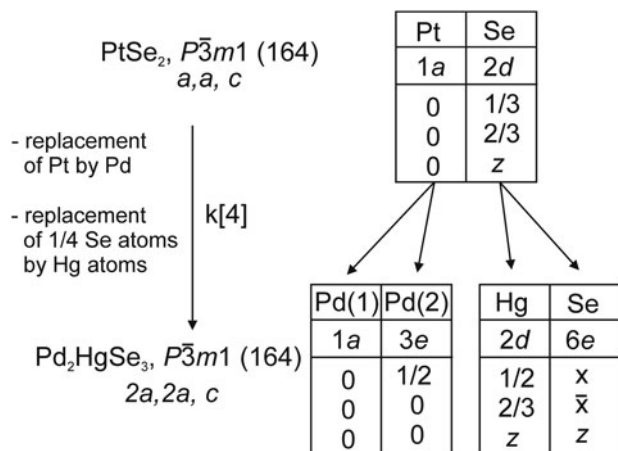 PtSe₂, P3̄m1 (164)
a,a, c
- replacement
of Pt by Pd
- replacement
of 1/4 Se atoms
by Hg atoms
k[4]
Pd₂HgSe₃, P3̄m1 (164)
2a,2a, c
Pt Se
1a 2d
0 1/3
0 2/3
0 z
Pd(1) Pd(2)
1a 3e
0 1/2
0 0
0 0
Hg Se
2d 6e
1/2 x
2/3 x̄
z z